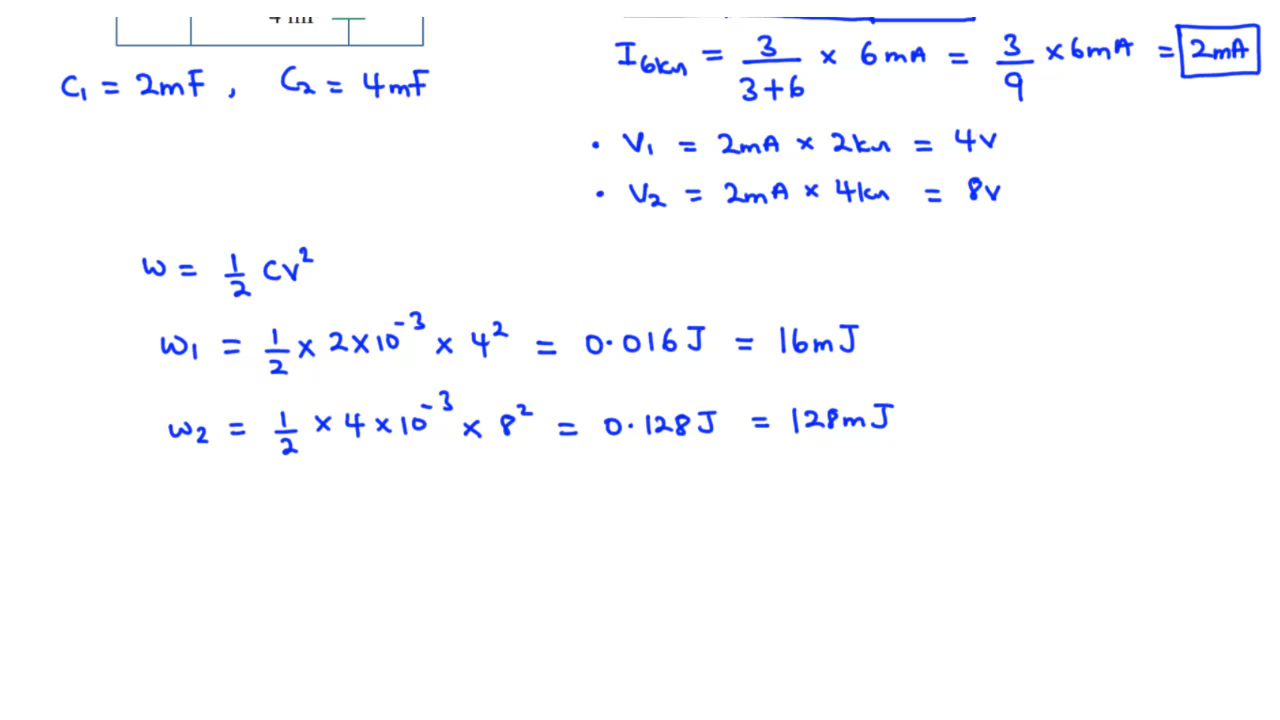 4 mF
C₁ = 2mF , C₂ = 4mF
I₆kΩ = 3/(3+6) × 6mA = 3/9 × 6mA = 2mA
• V₁ = 2mA × 2kΩ = 4V
• V₂ = 2mA × 4kΩ = 8V
W = 1/2 CV²
W₁ = 1/2 × 2×10⁻³ × 4² = 0.016J = 16mJ
W₂ = 1/2 × 4×10⁻³ × 8² = 0.128J = 128mJ